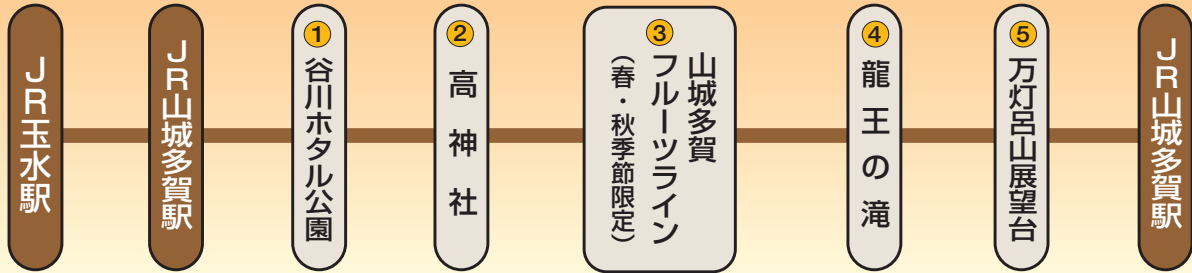 JR玉水駅
JR山城多賀駅
①
谷川ホタル公園
②
高神社
③
山城多賀
フルーツライン
（春・秋季節限定）
④
龍王の滝
⑤
万灯呂山展望台
JR山城多賀駅